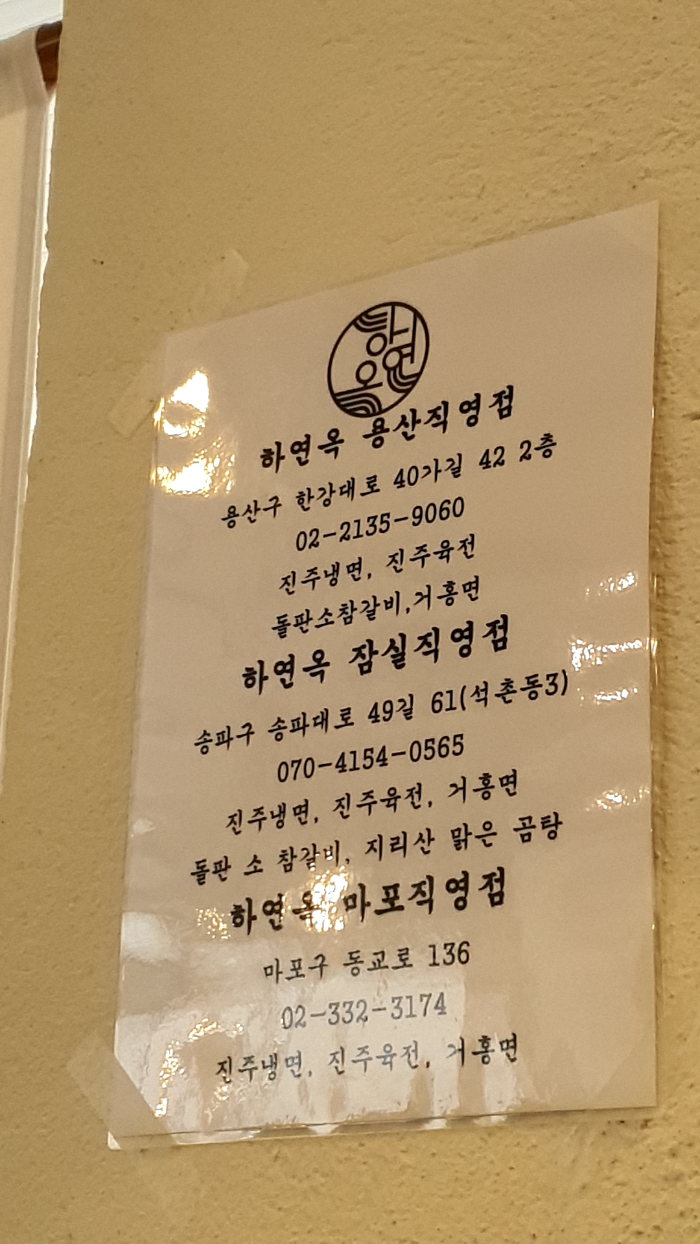 하연옥
하연옥 용산직영점
용산구 한강대로 40가길 42 2층
02-2135-9060
진주냉면, 진주육전
돌판소참갈비,거홍면
하연옥 잠실직영점
송파구 송파대로 49길 61(석촌동3)
070-4154-0565
진주냉면, 진주육전, 거홍면
돌판 소 참갈비, 지리산 맑은 곰탕
하연옥 마포직영점
마포구 동교로 136
02-332-3174
진주냉면, 진주육전, 거홍면